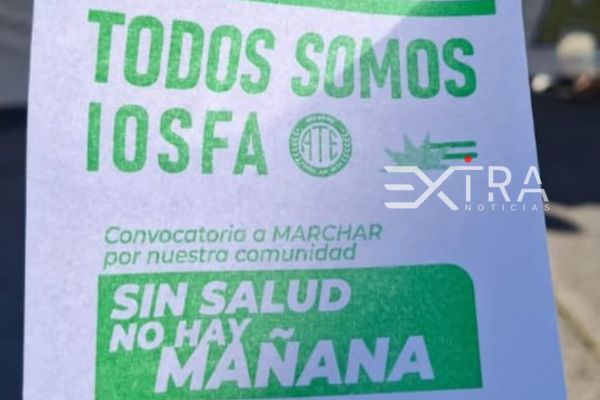 TODOS SOMOS
IOSFA
ATE
EXTRA
NOTICIAS
Convocatoria a MARCHAR
por nuestra comunidad
SIN SALUD
NO HAY
MAÑANA